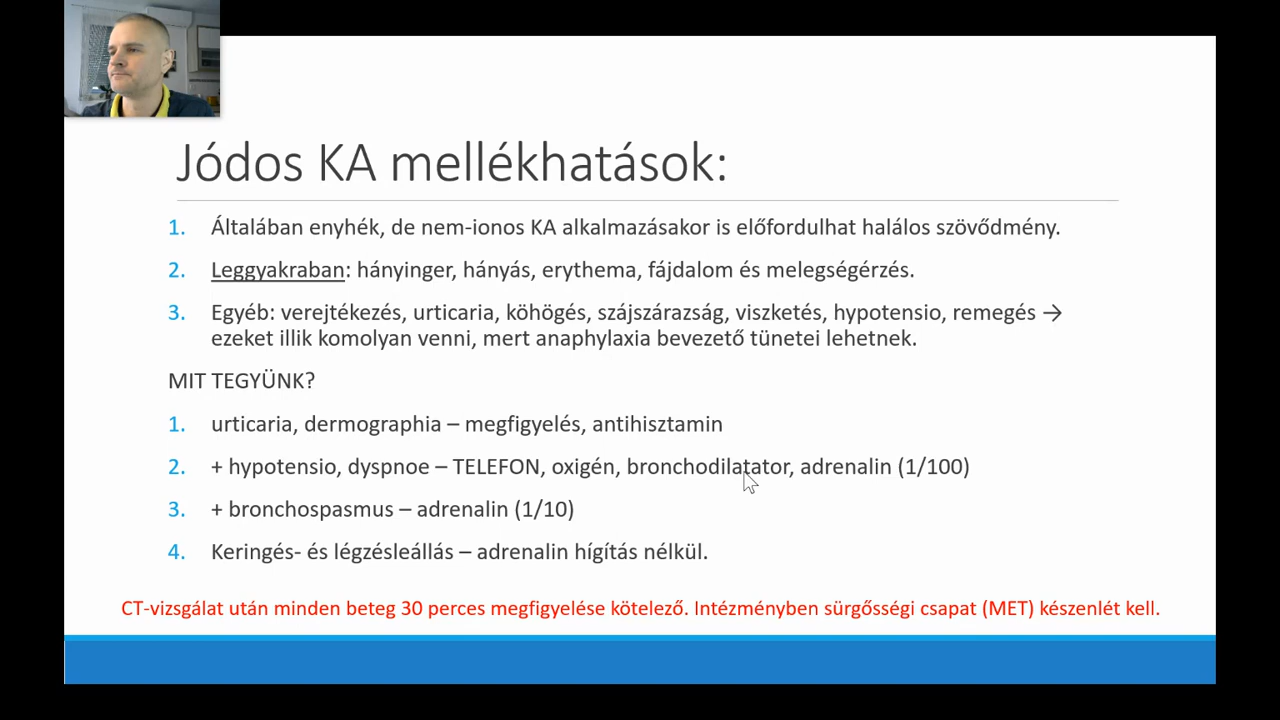 Jódos KA mellékhatások:
1. Általában enyhék, de nem-ionos KA alkalmazásakor is előfordulhat halálos szövődmény.
2. Leggyakraban: hányinger, hányás, erythema, fájdalom és melegségérzés.
3. Egyéb: verejtékezés, urticaria, köhögés, szájszárazság, viszketés, hypotensio, remegés →
ezeket illik komolyan venni, mert anaphylaxia bevezető tünetei lehetnek.
MIT TEGYÜNK?
1. urticaria, dermographia – megfigyelés, antihisztamin
2. + hypotensio, dyspnoe – TELEFON, oxigén, bronchodilatator, adrenalin (1/100)
3. + bronchospasmus – adrenalin (1/10)
4. Keringés- és légzésleállás – adrenalin hígítás nélkül.
CT-vizsgálat után minden beteg 30 perces megfigyelése kötelező. Intézményben sürgősségi csapat (MET) készenlét kell.